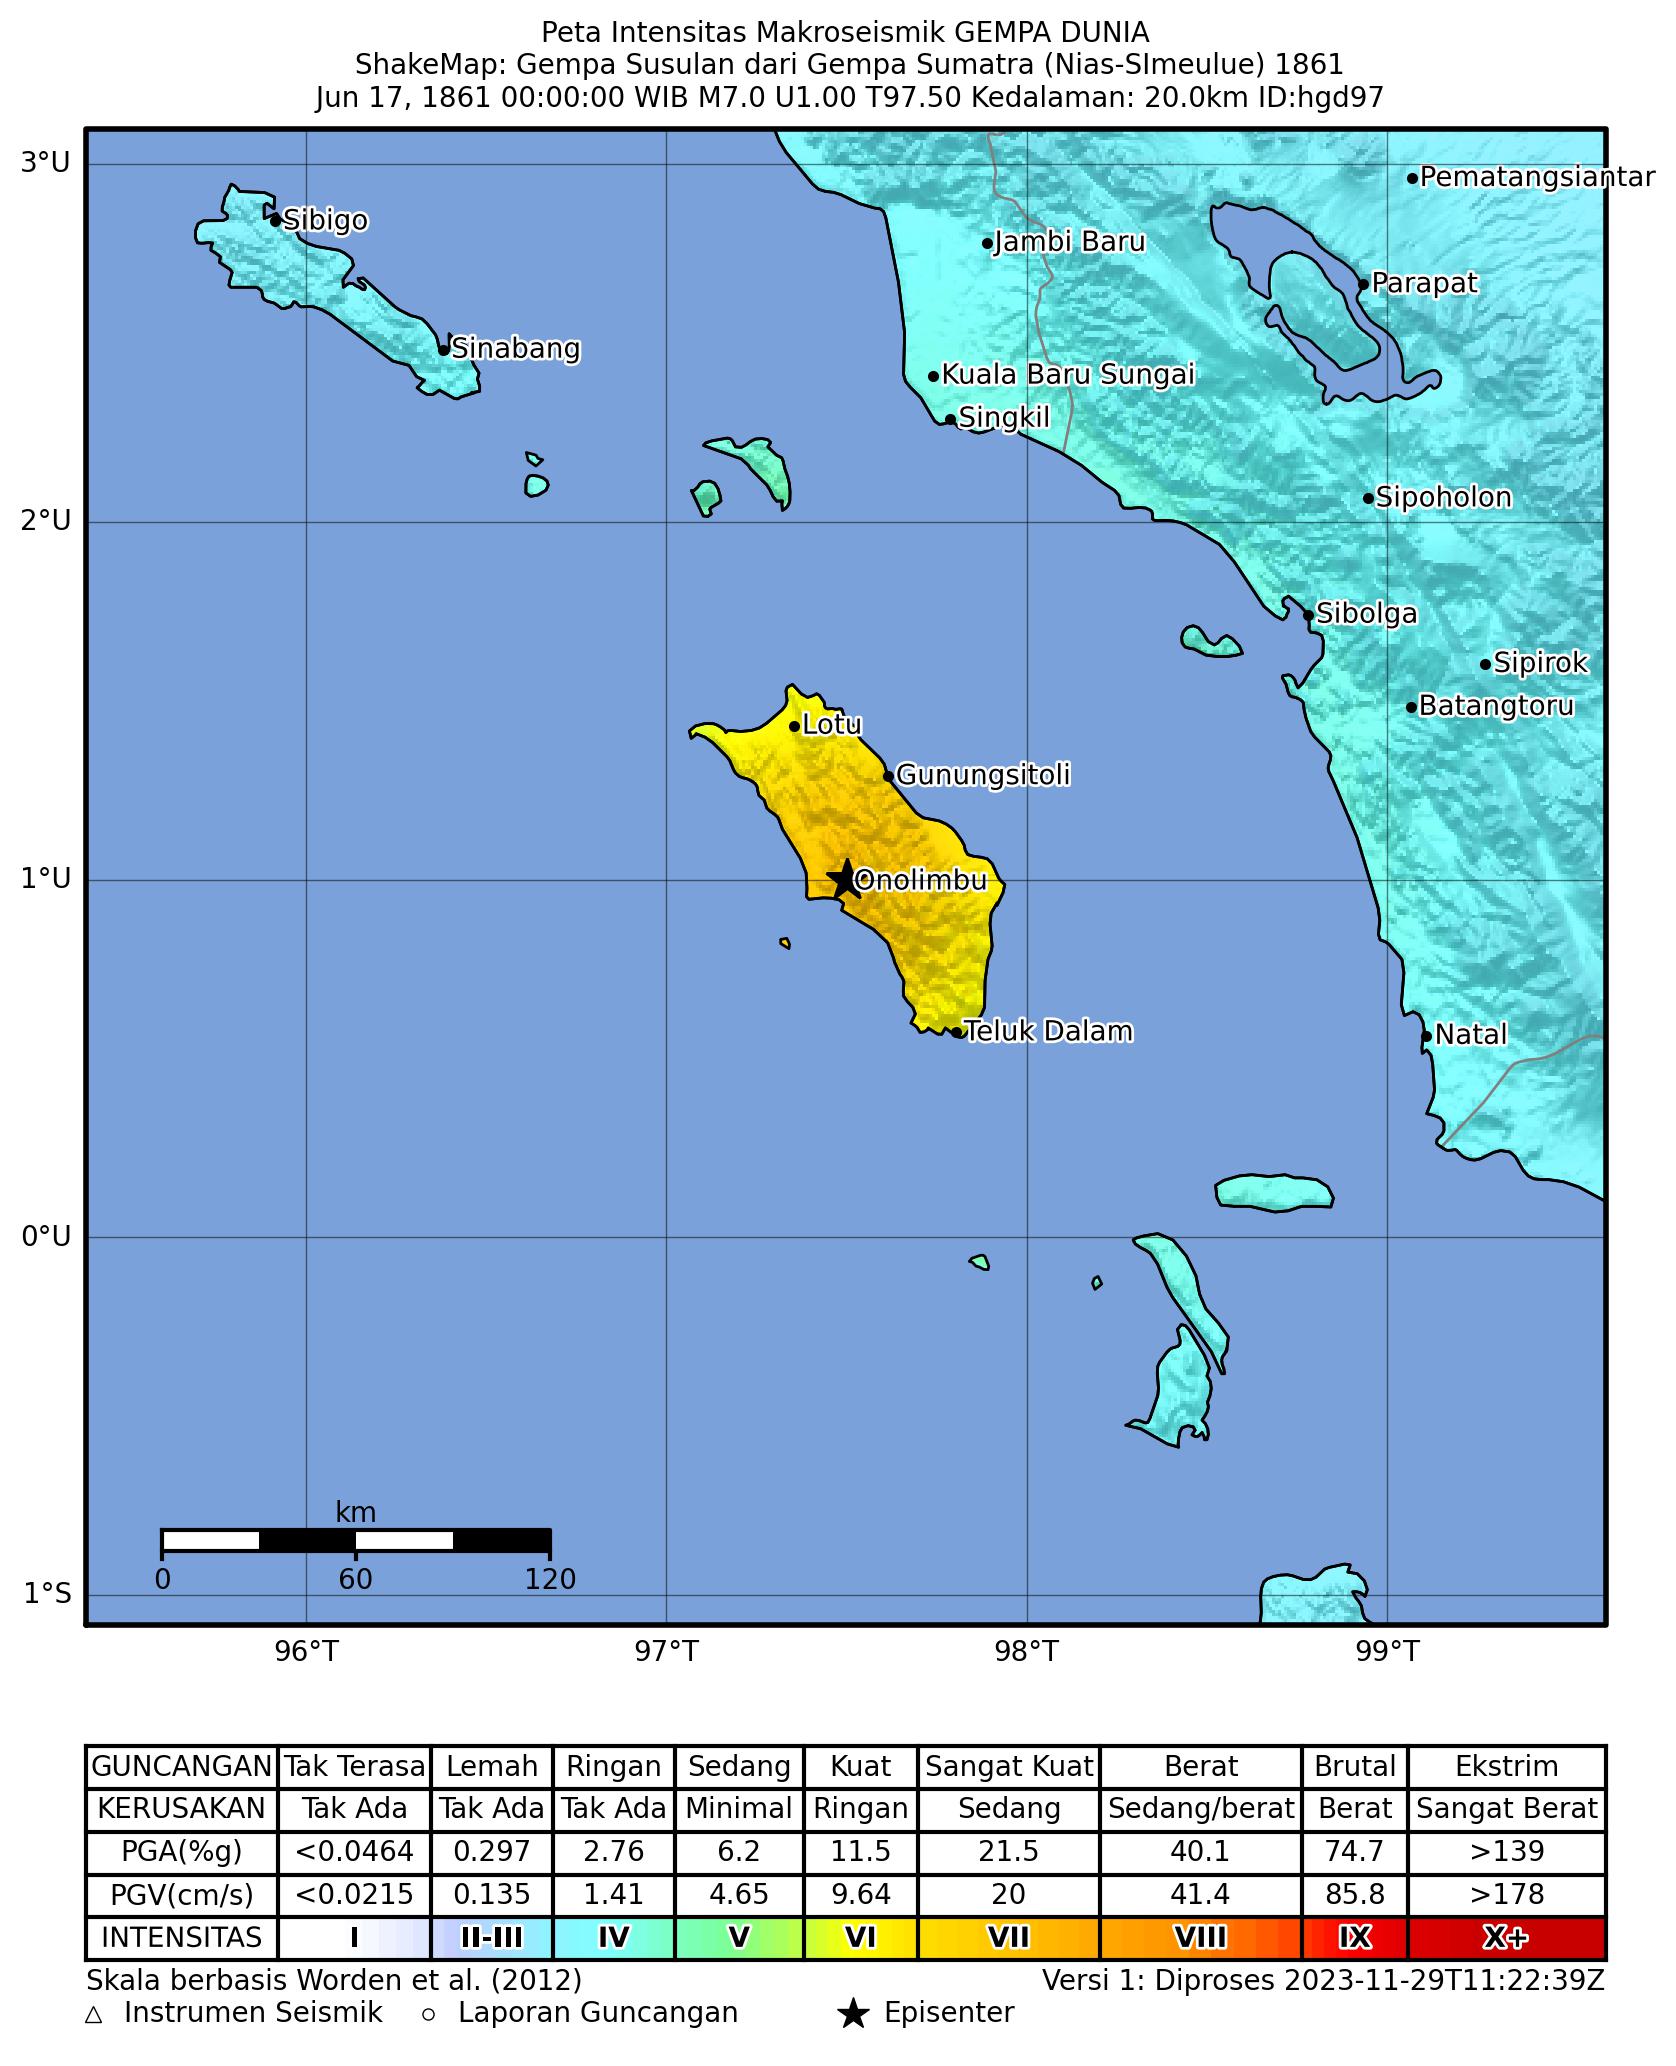 Peta Intensitas Makroseismik GEMPA DUNIA
ShakeMap: Gempa Susulan dari Gempa Sumatra (Nias-SImeulue) 1861
Jun 17, 1861 00:00:00 WIB M7.0 U1.00 T97.50 Kedalaman: 20.0km ID:hgd97
3°U
Pematangsiantar
Sibigo
Jambi Baru
Parapat
Sinabang
Kuala Baru Sungai
Singkil
Sipoholon
2°U
Sibolga
Sipirok
Batangtoru
Lotu
Gunungsitoli
1°U
Onolimbu
Teluk Dalam
Natal
0°U
km
0 60 120
1°S
96°T 97°T 98°T 99°T
GUNCANGAN Tak Terasa Lemah Ringan Sedang Kuat Sangat Kuat Berat Brutal Ekstrim
KERUSAKAN Tak Ada Tak Ada Tak Ada Minimal Ringan Sedang Sedang/berat Berat Sangat Berat
PGA(%g) <0.0464 0.297 2.76 6.2 11.5 21.5 40.1 74.7 >139
PGV(cm/s) <0.0215 0.135 1.41 4.65 9.64 20 41.4 85.8 >178
INTENSITAS I II-III IV V VI VII VIII IX X+
Skala berbasis Worden et al. (2012) Versi 1: Diproses 2023-11-29T11:22:39Z
Instrumen Seismik Laporan Guncangan Episenter